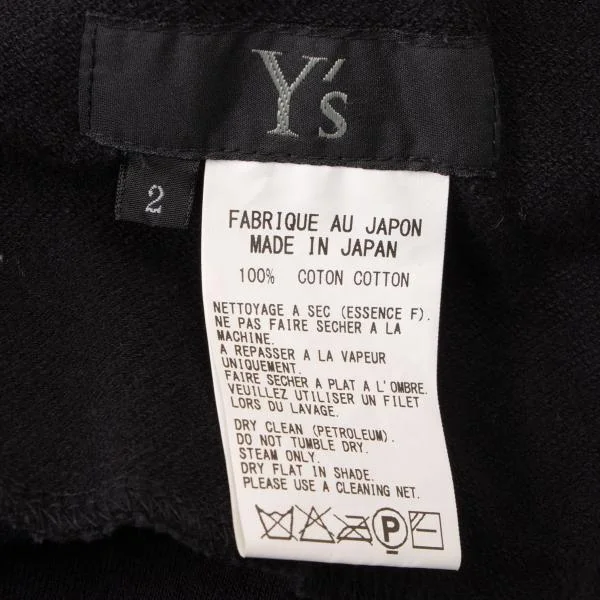 Y's
2
FABRIQUE AU JAPON
MADE IN JAPAN
100% COTON COTTON
NETTOYAGE A SEC (ESSENCE F).
NE PAS FAIRE SECHER A LA
MACHINE.
A REPASSER A LA VAPEUR
UNIQUEMENT.
FAIRE SECHER A PLAT A L'OMBRE.
VEUILLEZ UTILISER UN FILET
LORS DU LAVAGE.
DRY CLEAN (PETROLEUM).
DO NOT TUMBLE DRY.
STEAM ONLY.
DRY FLAT IN SHADE.
PLEASE USE A CLEANING NET.
P